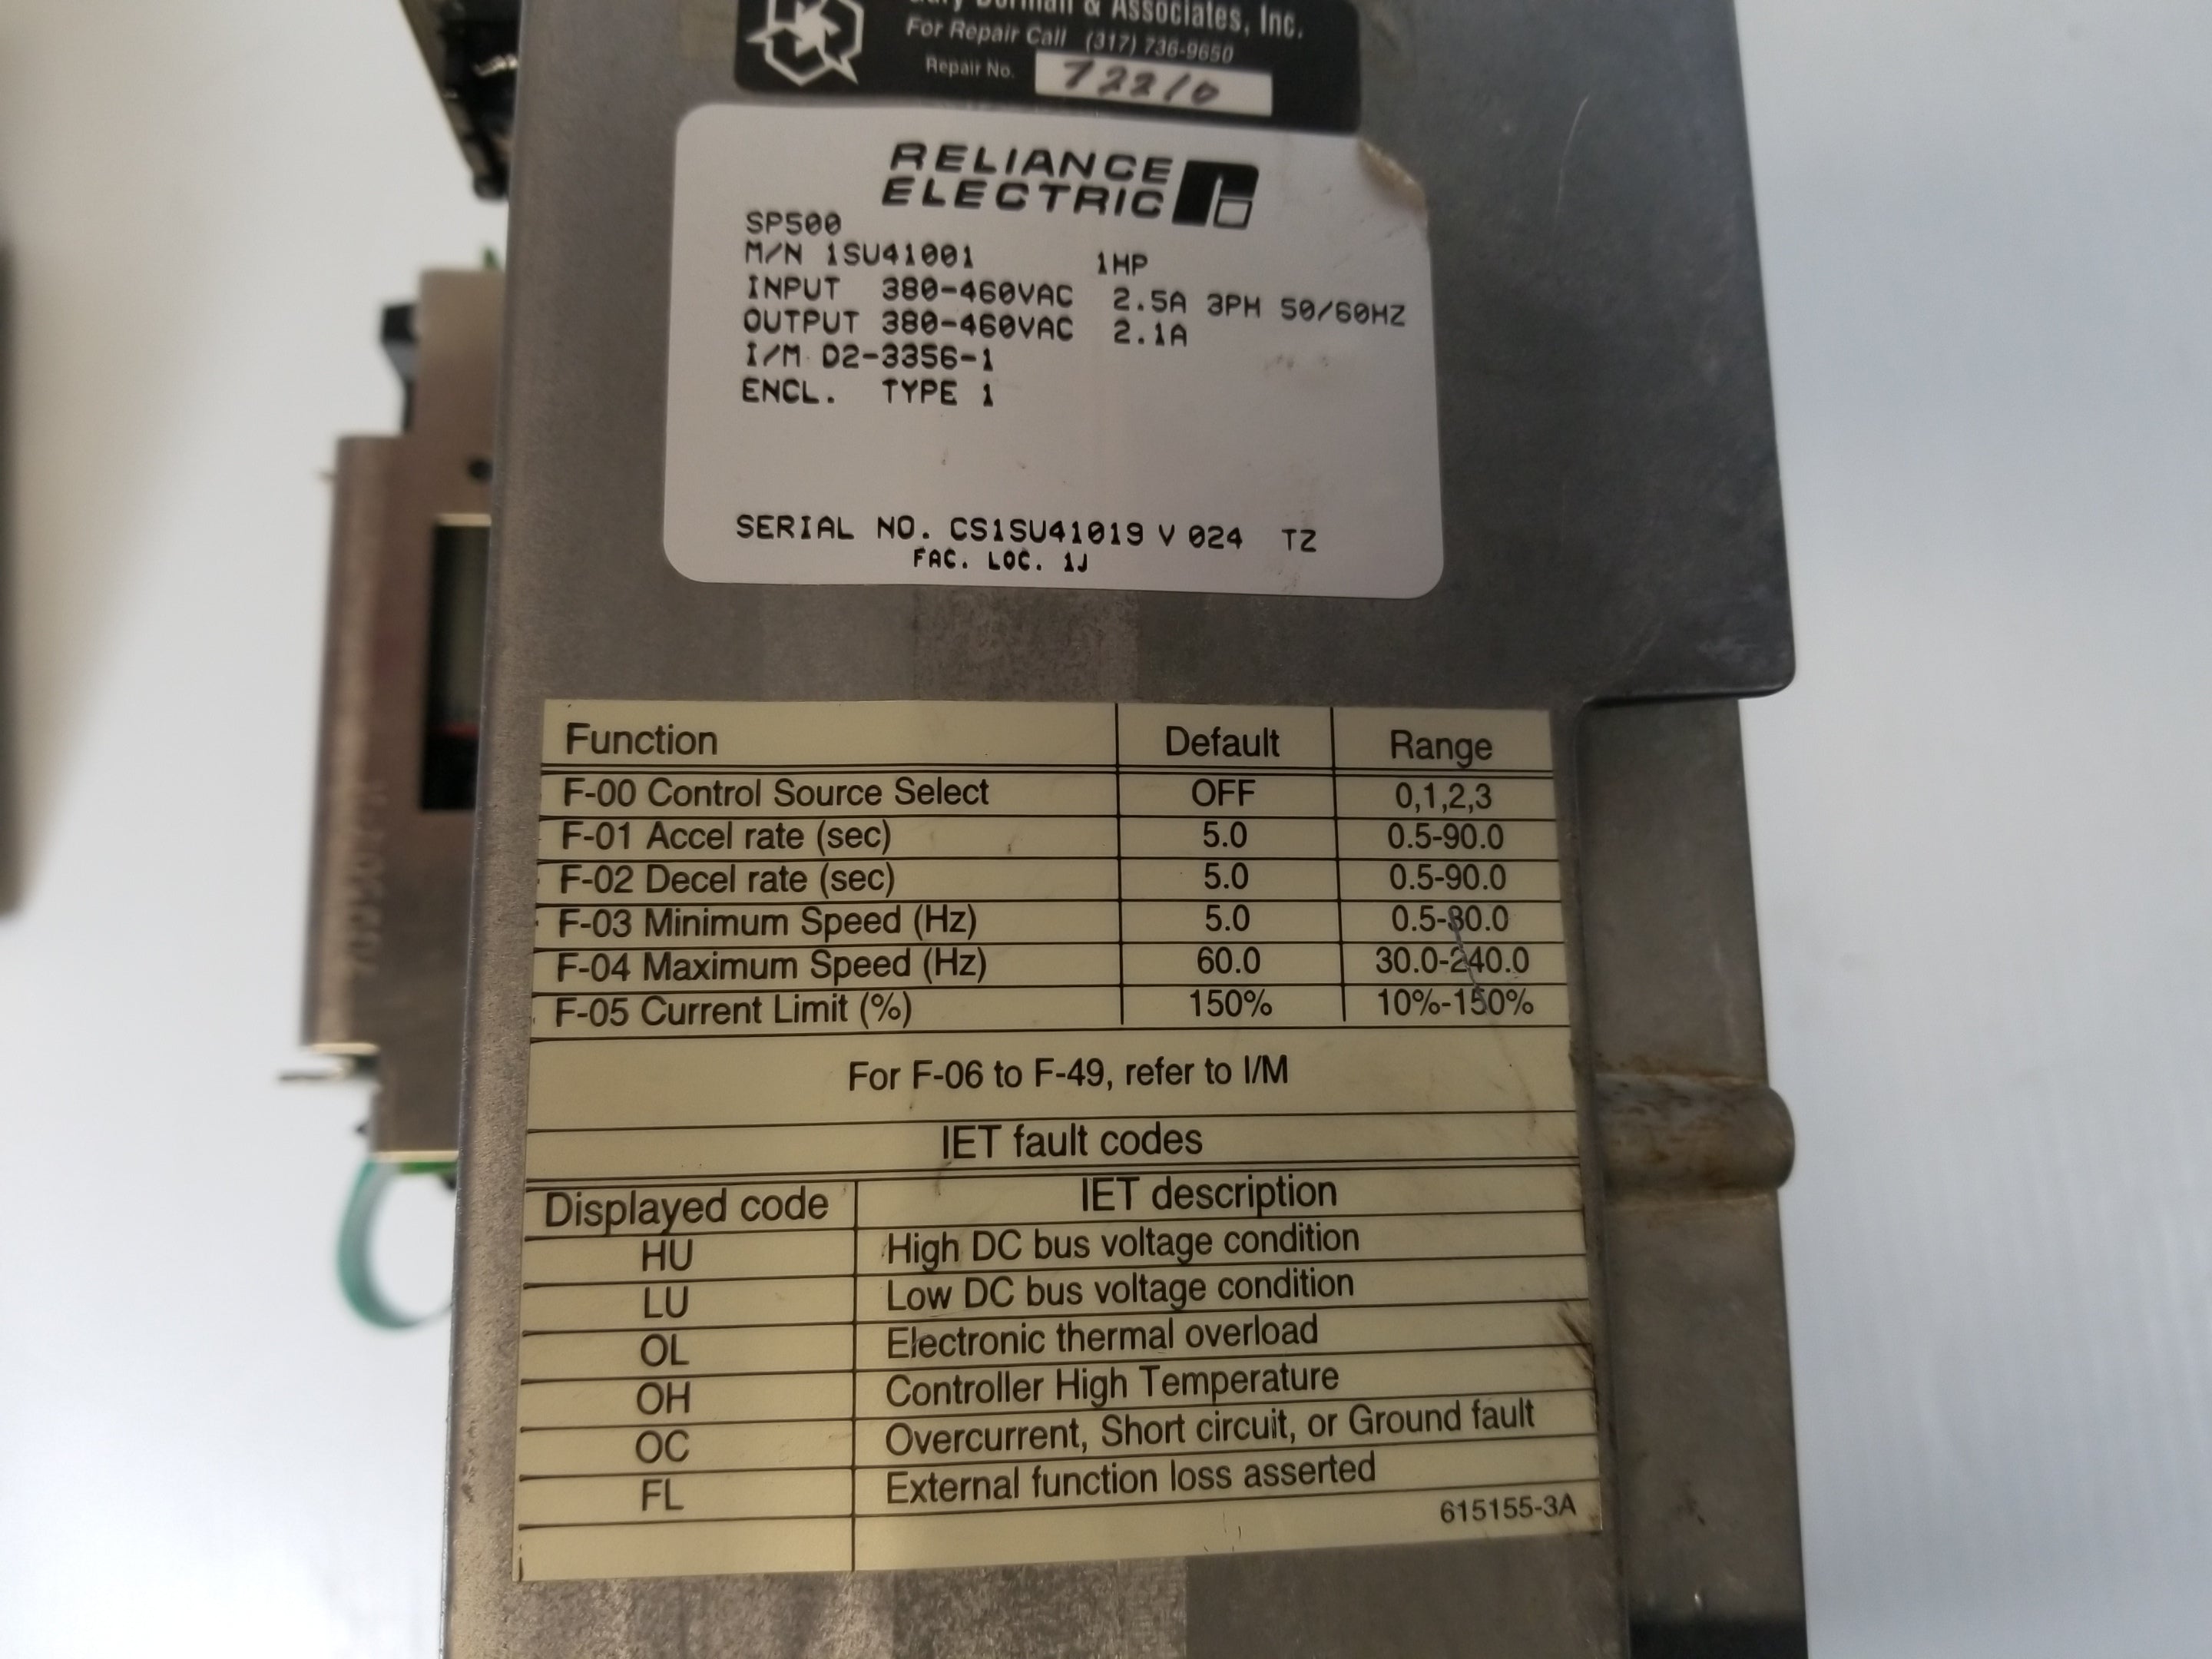 & Associates, Inc.
For Repair Call (317) 736-9650
Repair No. 72210
RELIANCE
ELECTRIC
SP500
M/N 1SU41001 1HP
INPUT 380-460VAC 2.5A 3PH 50/60HZ
OUTPUT 380-460VAC 2.1A
I/M D2-3356-1
ENCL. TYPE 1
SERIAL NO. CS1SU41019 V 024 TZ
FAC. LOC. 1J
Function Default Range
F-00 Control Source Select OFF 0,1,2,3
F-01 Accel rate (sec) 5.0 0.5-90.0
F-02 Decel rate (sec) 5.0 0.5-90.0
F-03 Minimum Speed (Hz) 5.0 0.5-80.0
F-04 Maximum Speed (Hz) 60.0 30.0-240.0
F-05 Current Limit (%) 150% 10%-150%
For F-06 to F-49, refer to I/M
IET fault codes
Displayed code IET description
HU High DC bus voltage condition
LU Low DC bus voltage condition
OL Electronic thermal overload
OH Controller High Temperature
OC Overcurrent, Short circuit, or Ground fault
FL External function loss asserted
615155-3A